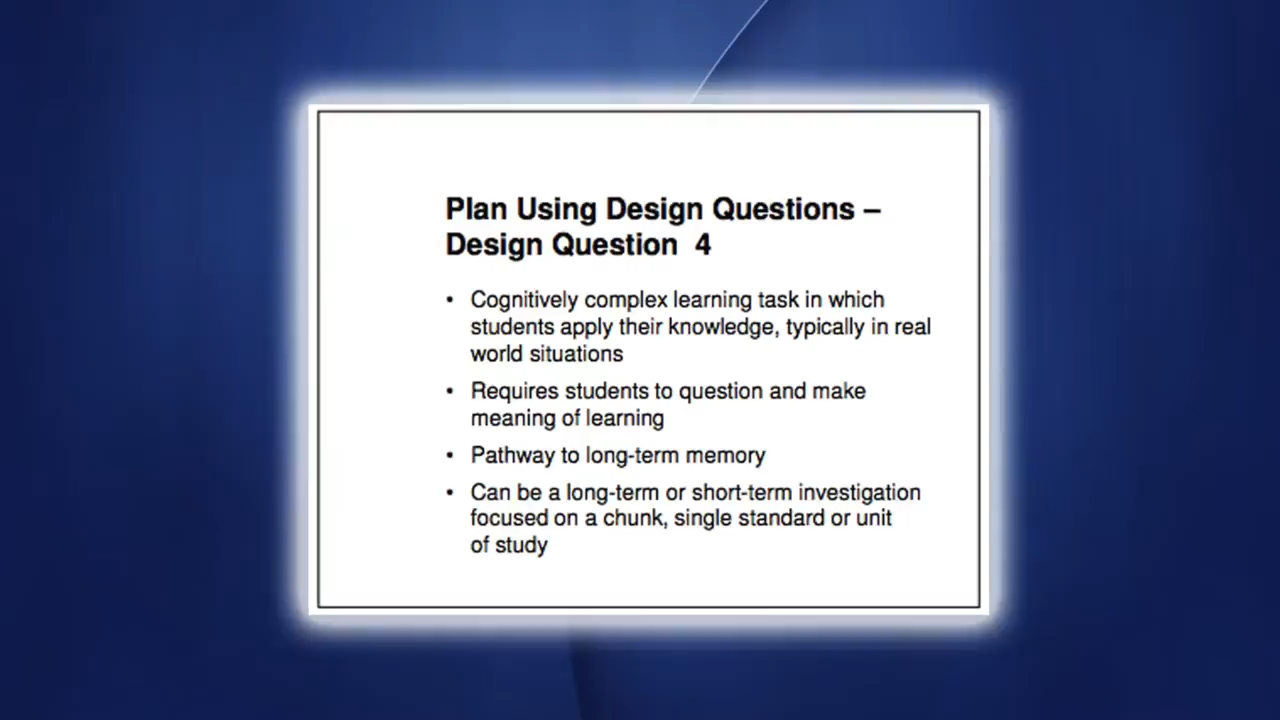 Plan Using Design Questions –
Design Question 4
• Cognitively complex learning task in which
students apply their knowledge, typically in real
world situations
• Requires students to question and make
meaning of learning
• Pathway to long-term memory
• Can be a long-term or short-term investigation
focused on a chunk, single standard or unit
of study